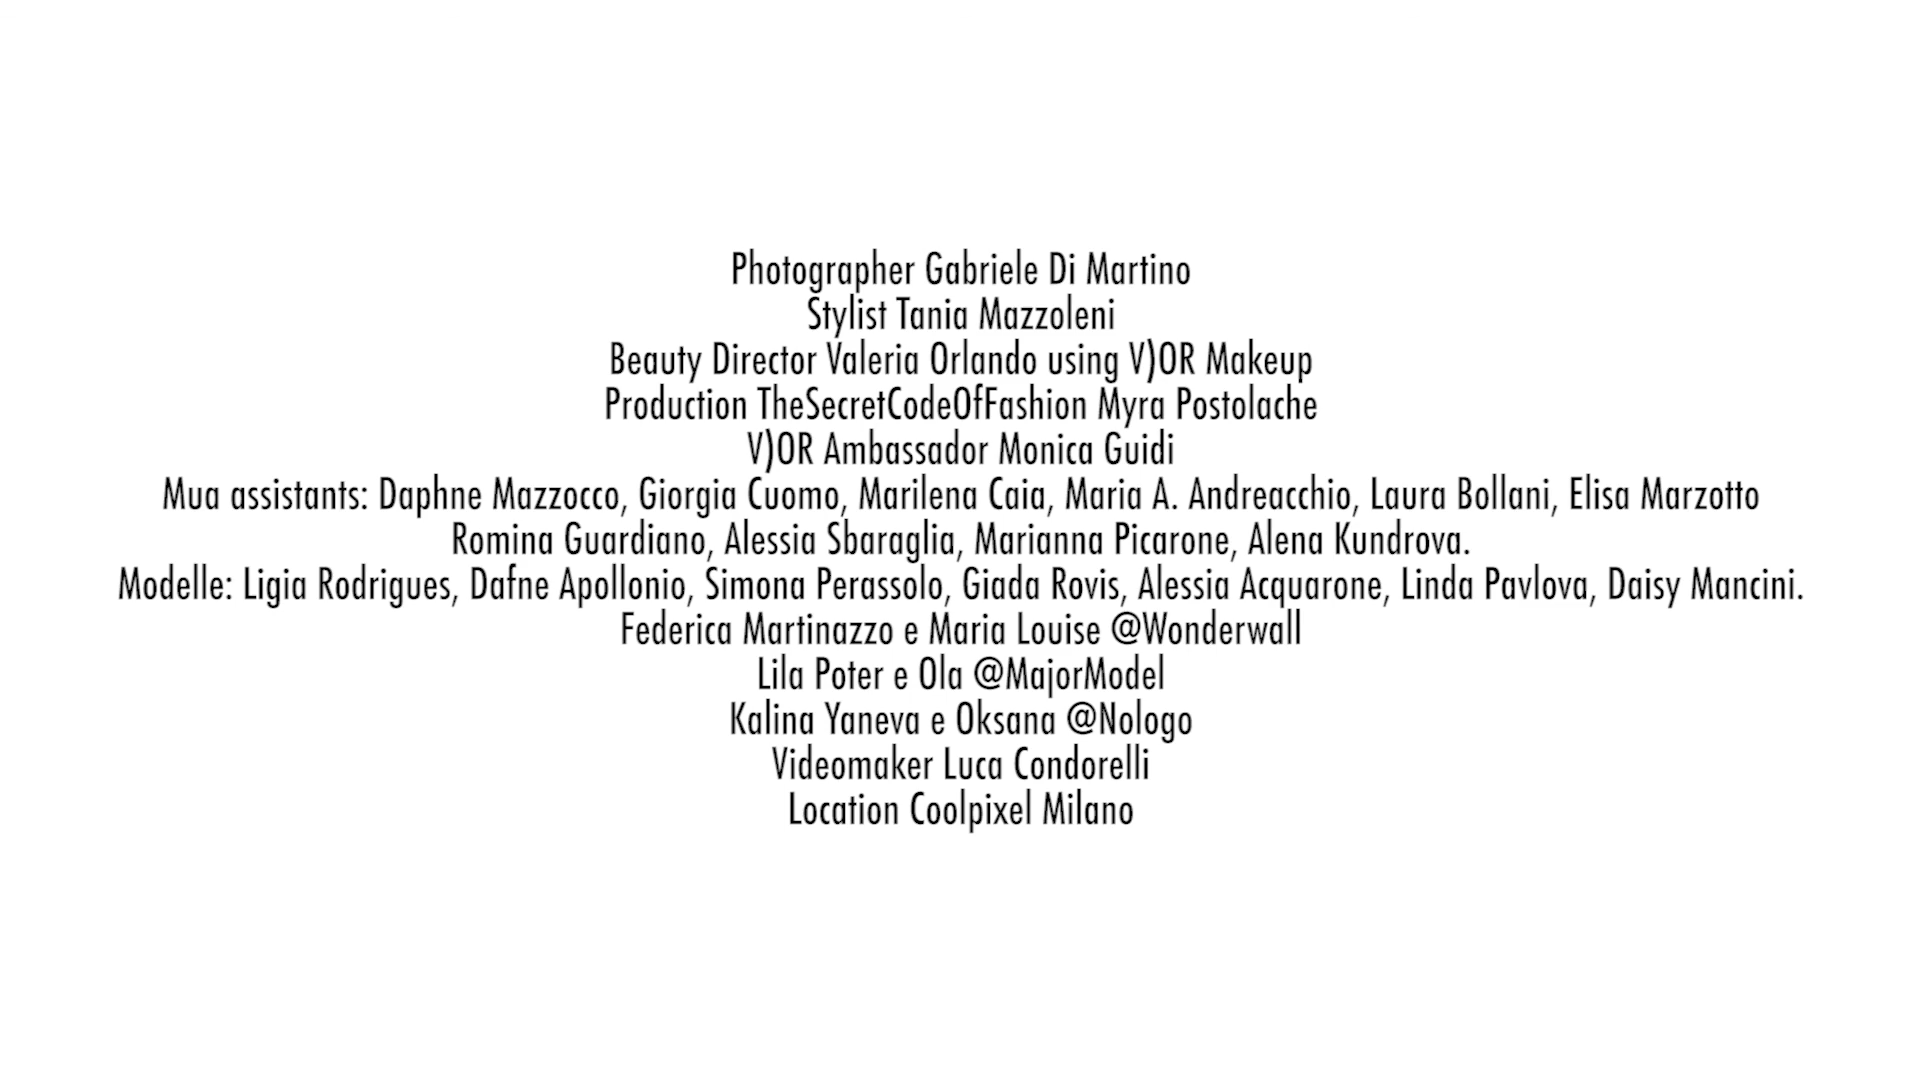 Photographer Gabriele Di Martino
Stylist Tania Mazzoleni
Beauty Director Valeria Orlando using V)OR Makeup
Production TheSecretCodeOfFashion Myra Postolache
V)OR Ambassador Monica Guidi
Mua assistants: Daphne Mazzocco, Giorgia Cuomo, Marilena Caia, Maria A. Andreacchio, Laura Bollani, Elisa Marzotto
Romina Guardiano, Alessia Sbaraglia, Marianna Picarone, Alena Kundrova.
Modelle: Ligia Rodrigues, Dafne Apollonio, Simona Perassolo, Giada Rovis, Alessia Acquarone, Linda Pavlova, Daisy Mancini.
Federica Martinazzo e Maria Louise @Wonderwall
Lila Poter e Ola @MajorModel
Kalina Yaneva e Oksana @Nologo
Videomaker Luca Condorelli
Location Coolpixel Milano